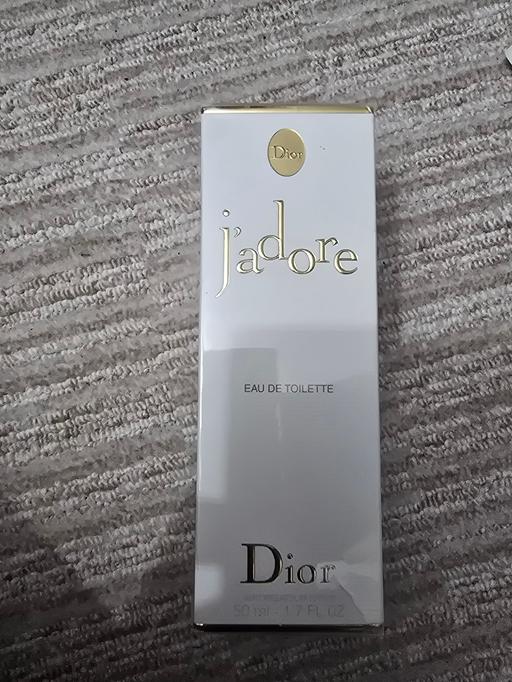 Dior
j'adore
EAU DE TOILETTE
Dior
50 ml - 1.7 FL OZ